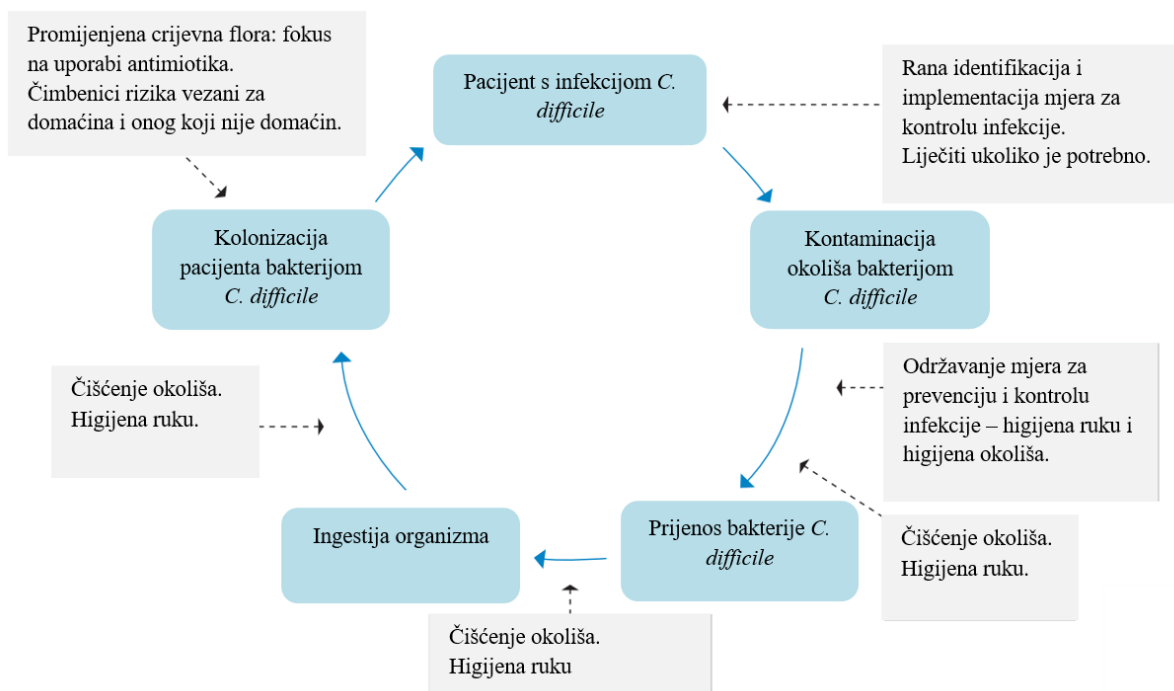 Promijenjena crijevna flora: fokus
na uporabi antimiotika.
Čimbenici rizika vezani za
domaćina i onog koji nije domaćin.
Pacijent s infekcijom C.
difficile
Rana identifikacija i
implementacija mjera za
kontrolu infekcije.
Liječiti ukoliko je potrebno.
Kolonizacija
pacijenta bakterijom
C. difficile
Kontaminacija
okoliša bakterijom
C. difficile
Čišćenje okoliša.
Higijena ruku.
Održavanje mjera za
prevenciju i kontrolu
infekcije – higijena ruku i
higijena okoliša.
Ingestija organizma
Prijenos bakterije C.
difficile
Čišćenje okoliša.
Higijena ruku.
Čišćenje okoliša.
Higijena ruku